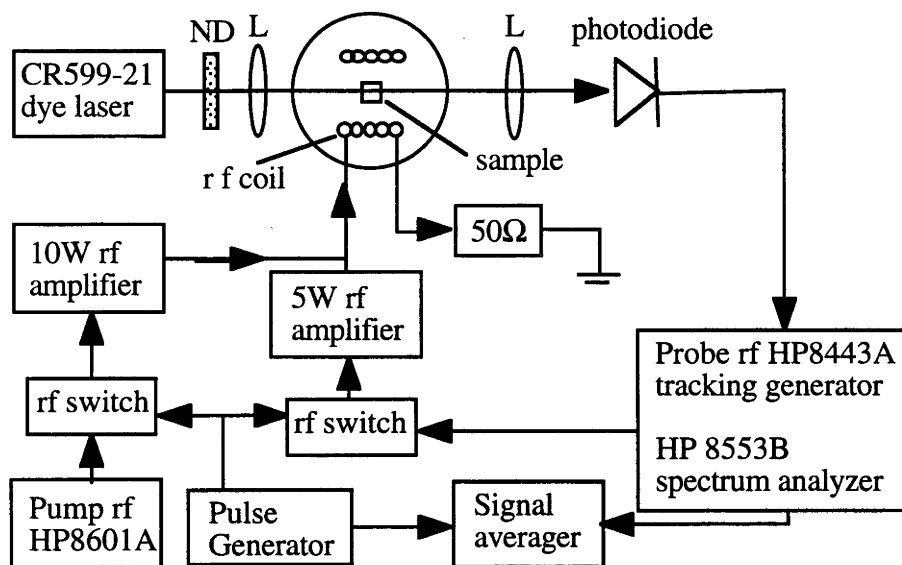 ND
L
L
photodiode
CR599-21
dye laser
r f coil
sample
50Ω
10W rf
amplifier
5W rf
amplifier
Probe rf HP8443A
tracking generator
HP 8553B
spectrum analyzer
rf switch
rf switch
Pump rf
HP8601A
Pulse
Generator
Signal
averager